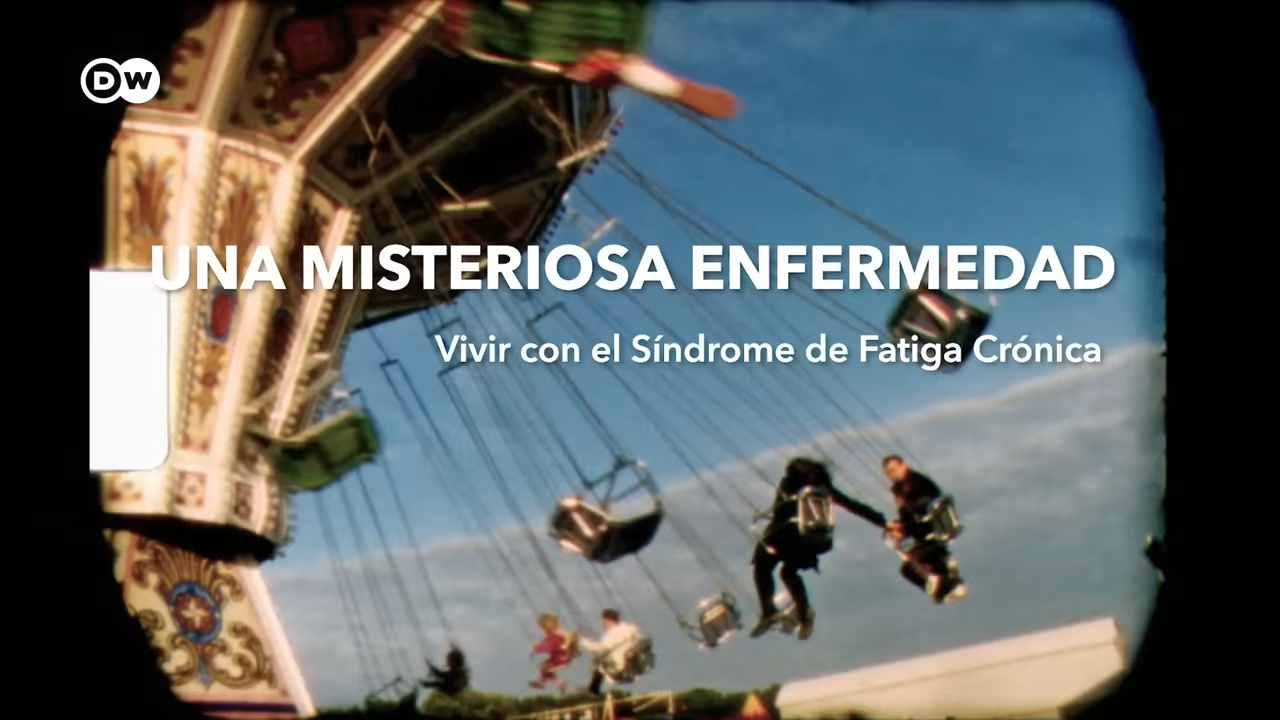 DW
UNA MISTERIOSA ENFERMEDAD
Vivir con el Síndrome de Fatiga Crónica